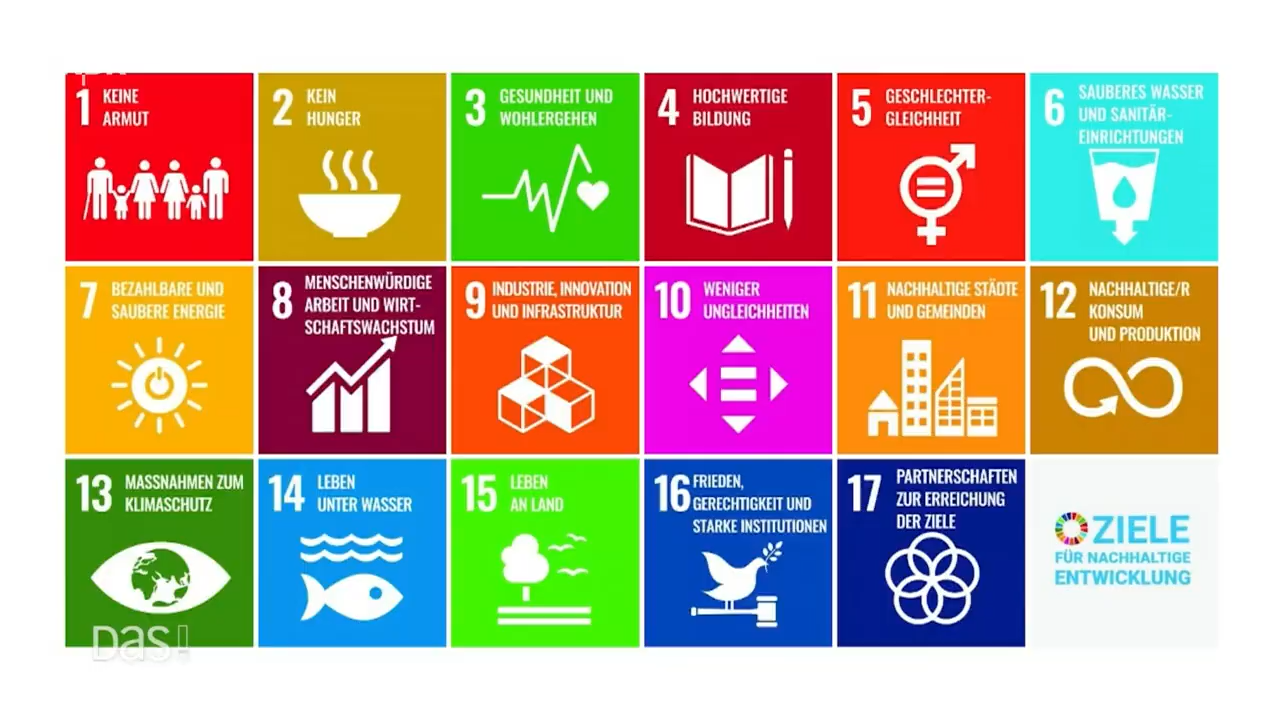 1 KEINE
ARMUT
2 KEIN
HUNGER
3 GESUNDHEIT UND
WOHLERGEHEN
4 HOCHWERTIGE
BILDUNG
5 GESCHLECHTER-
GLEICHHEIT
6 SAUBERES WASSER
UND SANITÄR-
EINRICHTUNGEN
7 BEZAHLBARE UND
SAUBERE ENERGIE
8 MENSCHENWÜRDIGE
ARBEIT UND WIRT-
SCHAFTSWACHSTUM
9 INDUSTRIE, INNOVATION
UND INFRASTRUKTUR
10 WENIGER
UNGLEICHHEITEN
11 NACHHALTIGE STÄDTE
UND GEMEINDEN
12 NACHHALTIGE/R
KONSUM
UND PRODUKTION
13 MASSNAHMEN ZUM
KLIMASCHUTZ
14 LEBEN
UNTER WASSER
15 LEBEN
AN LAND
16 FRIEDEN,
GERECHTIGKEIT UND
STARKE INSTITUTIONEN
17 PARTNERSCHAFTEN
ZUR ERREICHUNG
DER ZIELE
ZIELE
FÜR NACHHALTIGE
ENTWICKLUNG
DAS!